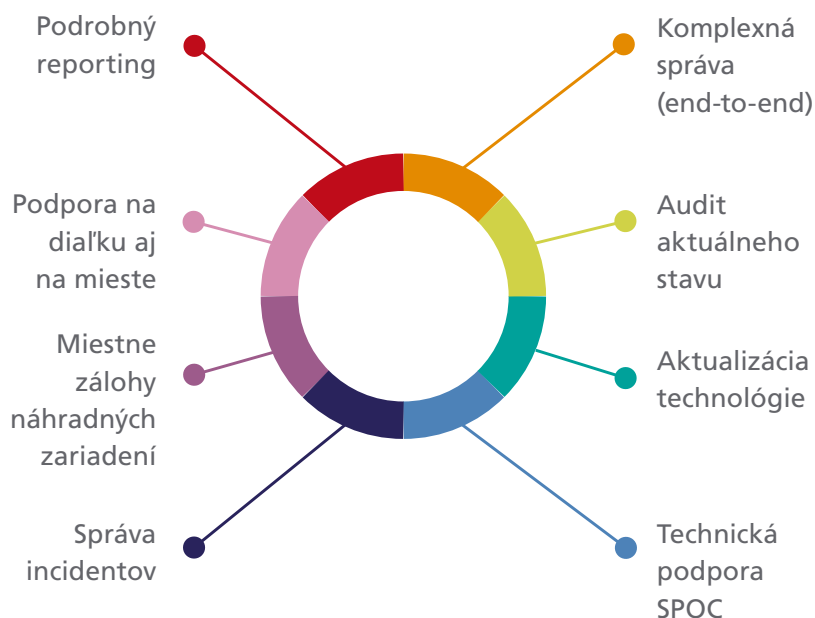 Podrobný
reporting
Komplexná
správa
(end-to-end)
Podpora na
diaľku aj
na mieste
Audit
aktuálneho
stavu
Miestne
zálohy
náhradných
zariadení
Aktualizácia
technológie
Správa
incidentov
Technická
podpora
SPOC